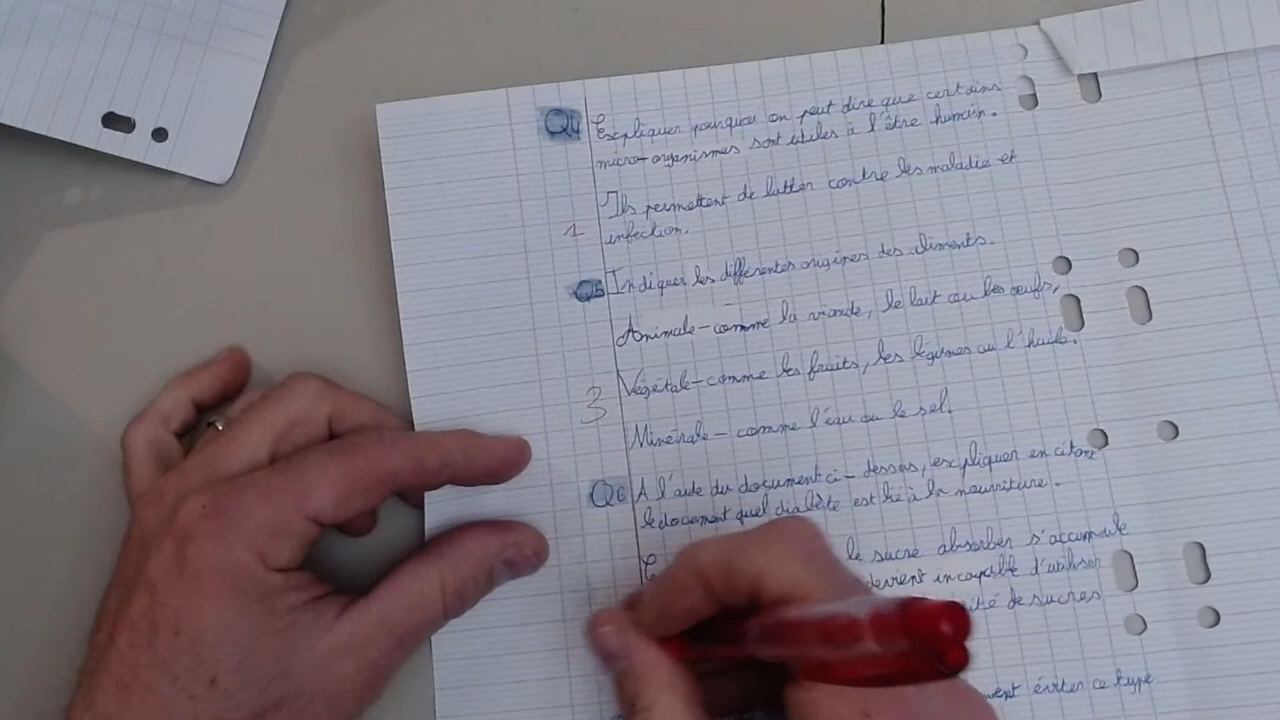 Q4 Expliquer pourquoi on peut dire que certains
micro-organismes sont utiles à l'être humain.
Ils permettent de lutter contre les maladie et
1 infection.
Q5 Indiquer les différentes origines des aliments.
Animale - comme la viande, le lait ou les oeufs,
3 Végétale - comme les fruits, les légumes ou l'huile.
Minérale - comme l'eau ou le sel.
Q6 A l'aide du document ci-dessus, expliquer en citant
le document quel diabète est lié à la nourriture.
le sucre absorber s'accumule
devient incapable d'utiliser
de sucres
éviter ce type